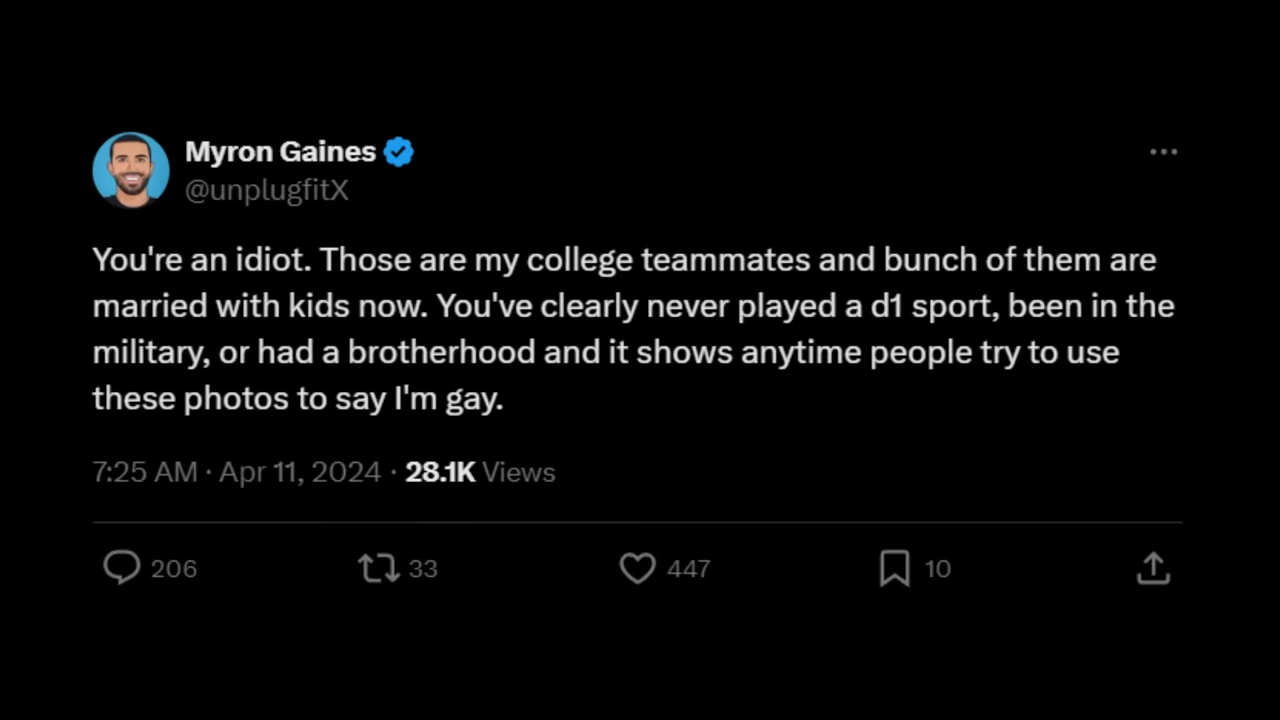 Myron Gaines
@unplugfitX
You're an idiot. Those are my college teammates and bunch of them are
married with kids now. You've clearly never played a d1 sport, been in the
military, or had a brotherhood and it shows anytime people try to use
these photos to say I'm gay.
7:25 AM · Apr 11, 2024 · 28.1K Views
206 33 447 10